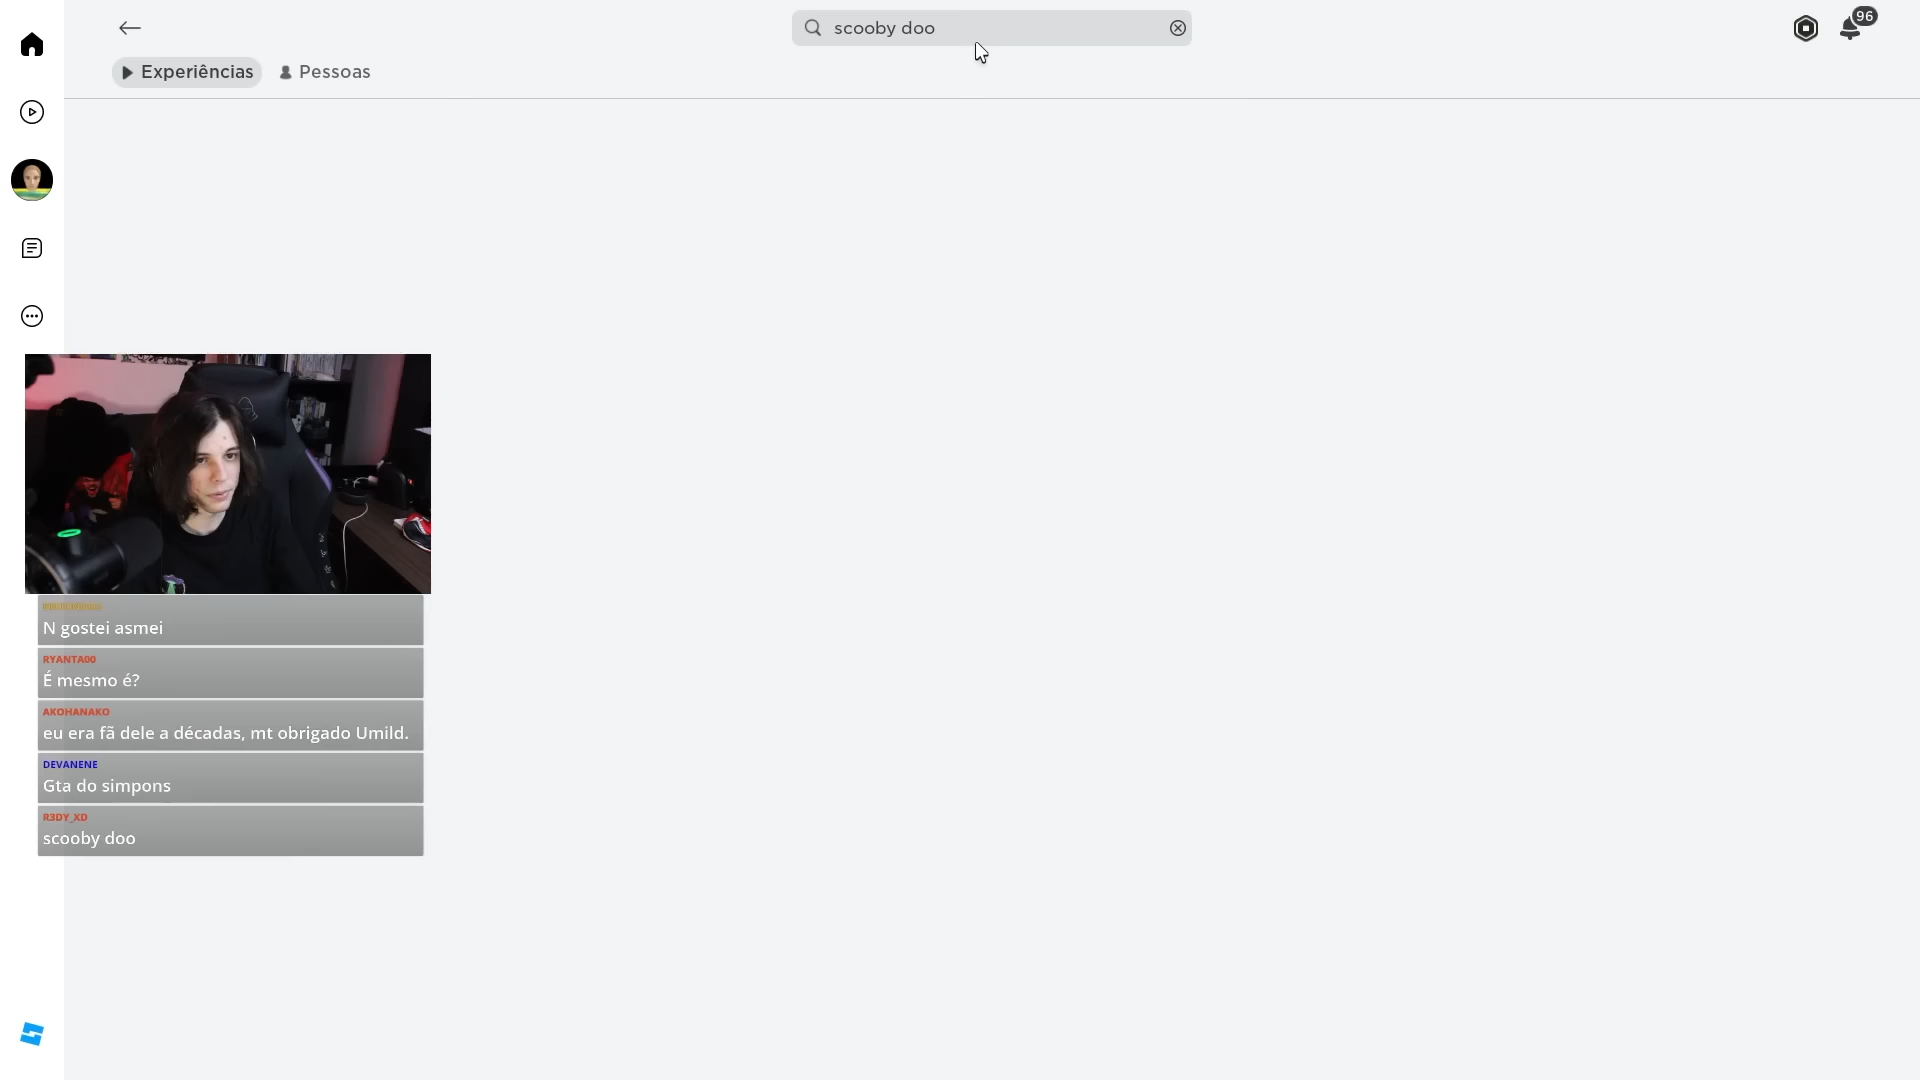 scooby doo
96
Experiências
Pessoas
N gostei asmei
RYANTA00
É mesmo é?
AKOHANAKO
eu era fã dele a décadas, mt obrigado Umild.
DEVANENE
Gta do simpons
R3DY_XD
scooby doo